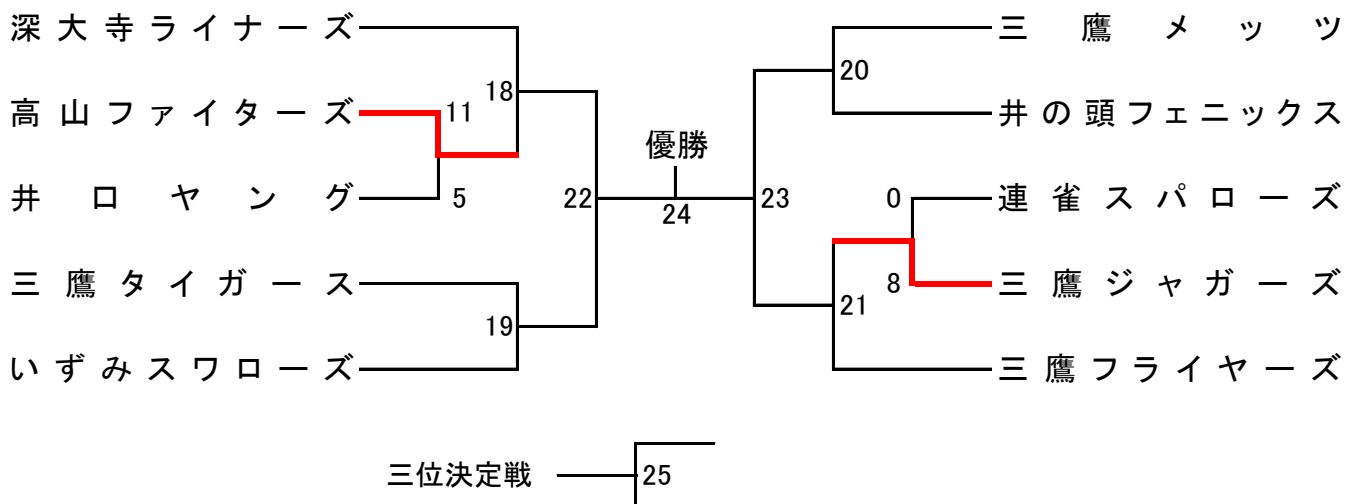 深大寺ライナーズ
高山ファイターズ
井口ヤング
三鷹タイガース
いずみスワローズ
11
5
18
19
22
優勝
24
23
20
21
0
8
三鷹メッツ
井の頭フェニックス
連雀スパローズ
三鷹ジャガーズ
三鷹フライヤーズ
三位決定戦
25